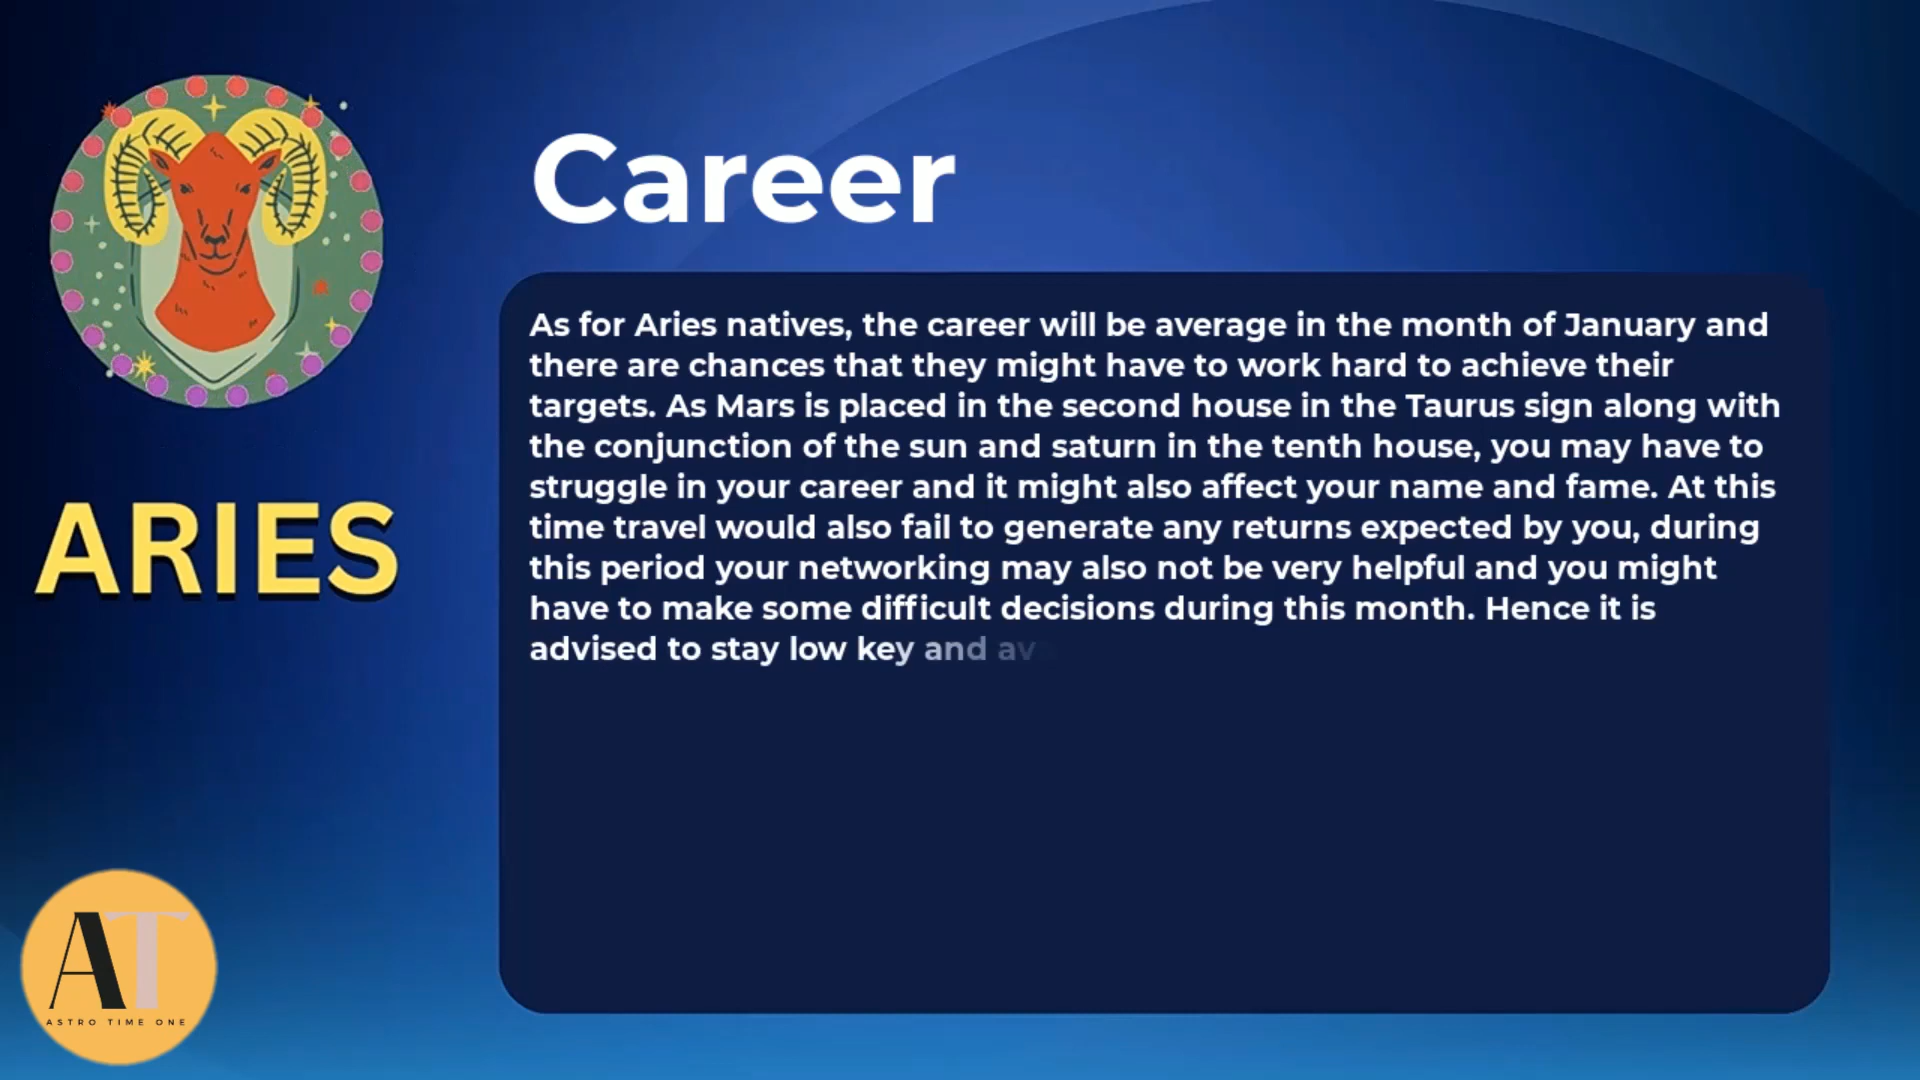 Career
As for Aries natives, the career will be average in the month of January and
there are chances that they might have to work hard to achieve their
targets. As Mars is placed in the second house in the Taurus sign along with
the conjunction of the sun and saturn in the tenth house, you may have to
struggle in your career and it might also affect your name and fame. At this
time travel would also fail to generate any returns expected by you, during
this period your networking may also not be very helpful and you might
have to make some difficult decisions during this month. Hence it is
advised to stay low key and
ARIES
AT
ASTRO TIME ONE